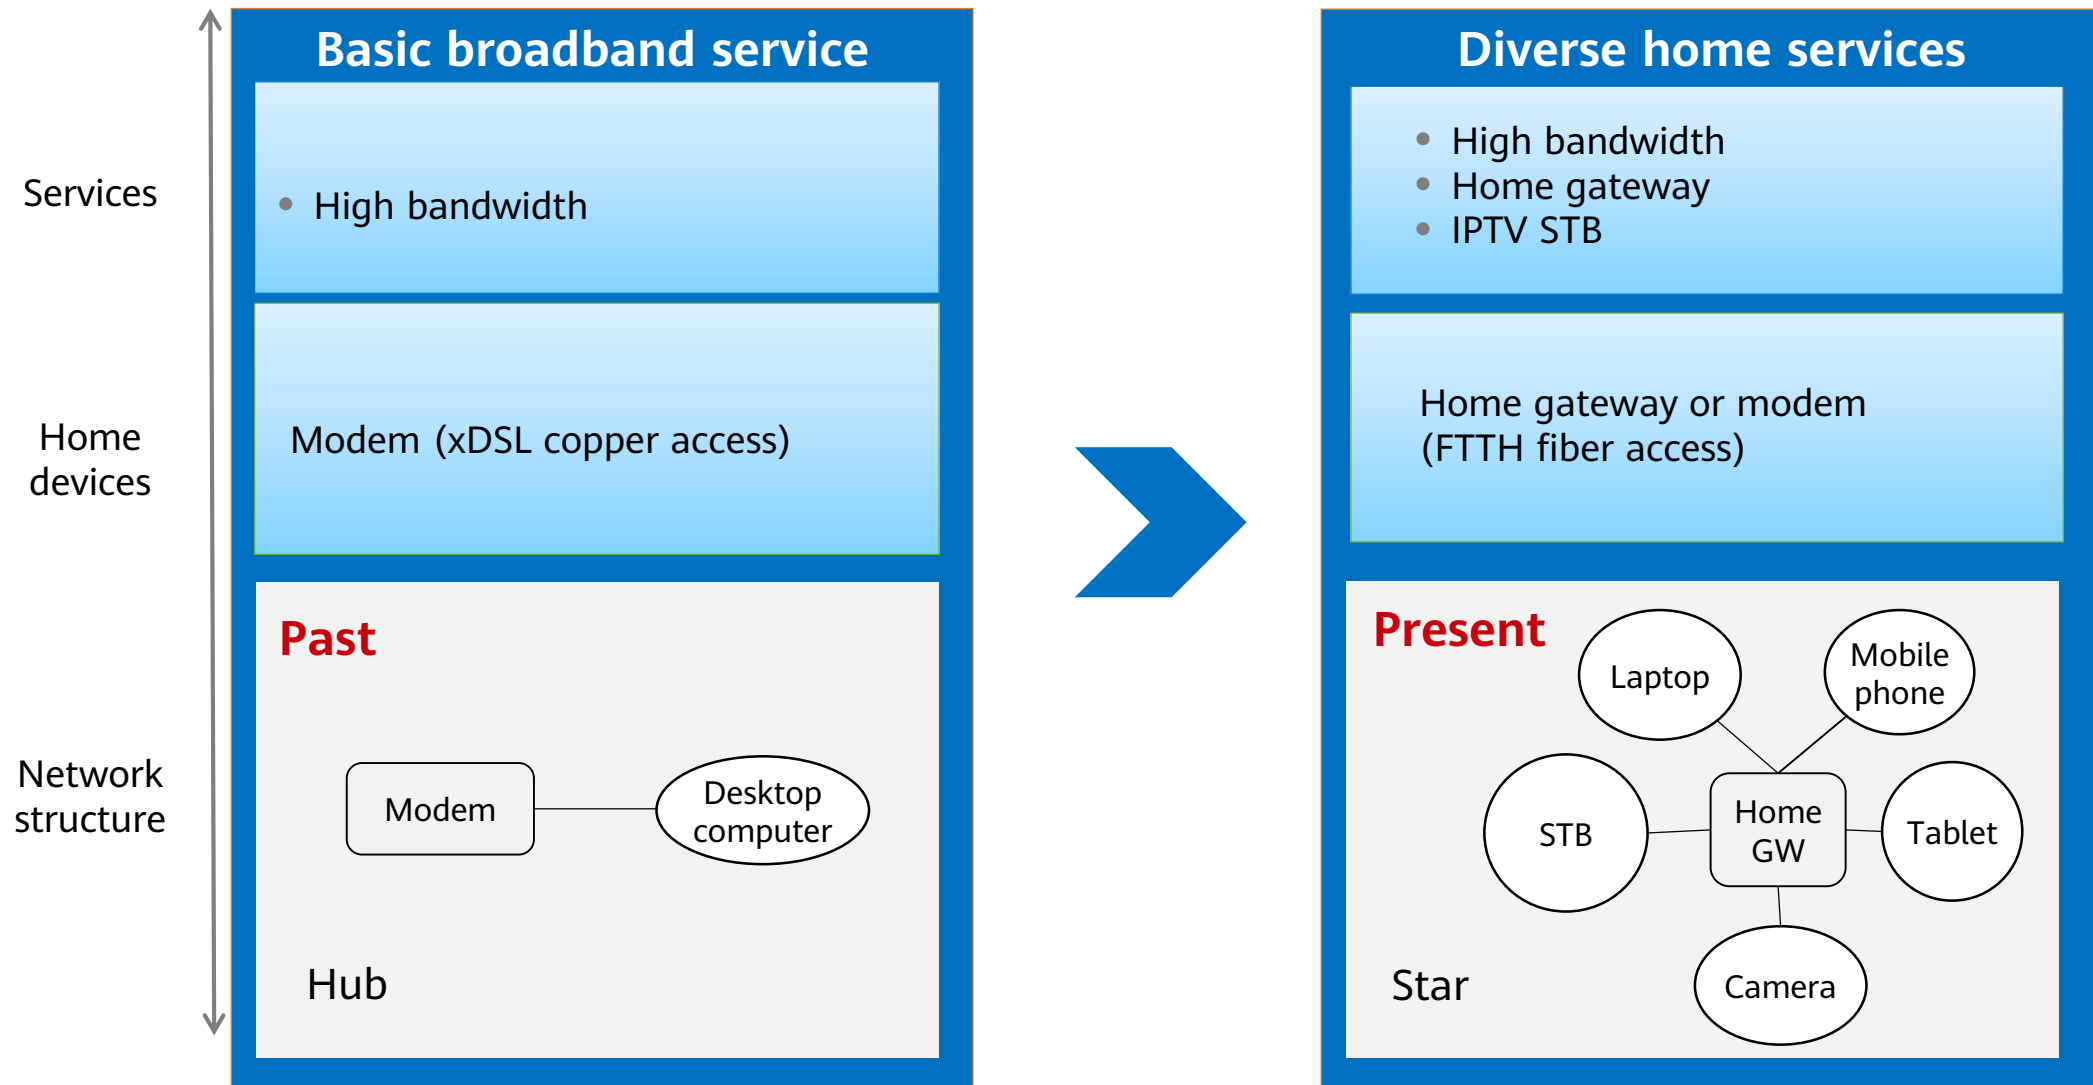 Basic broadband service
Diverse home services
Services
• High bandwidth
• High bandwidth
• Home gateway
• IPTV STB
Home
devices
Modem (xDSL copper access)
Home gateway or modem
(FTTH fiber access)
Network
structure
Past
Modem
Desktop
computer
Hub
Present
Laptop
Mobile
phone
STB
Home
GW
Tablet
Camera
Star